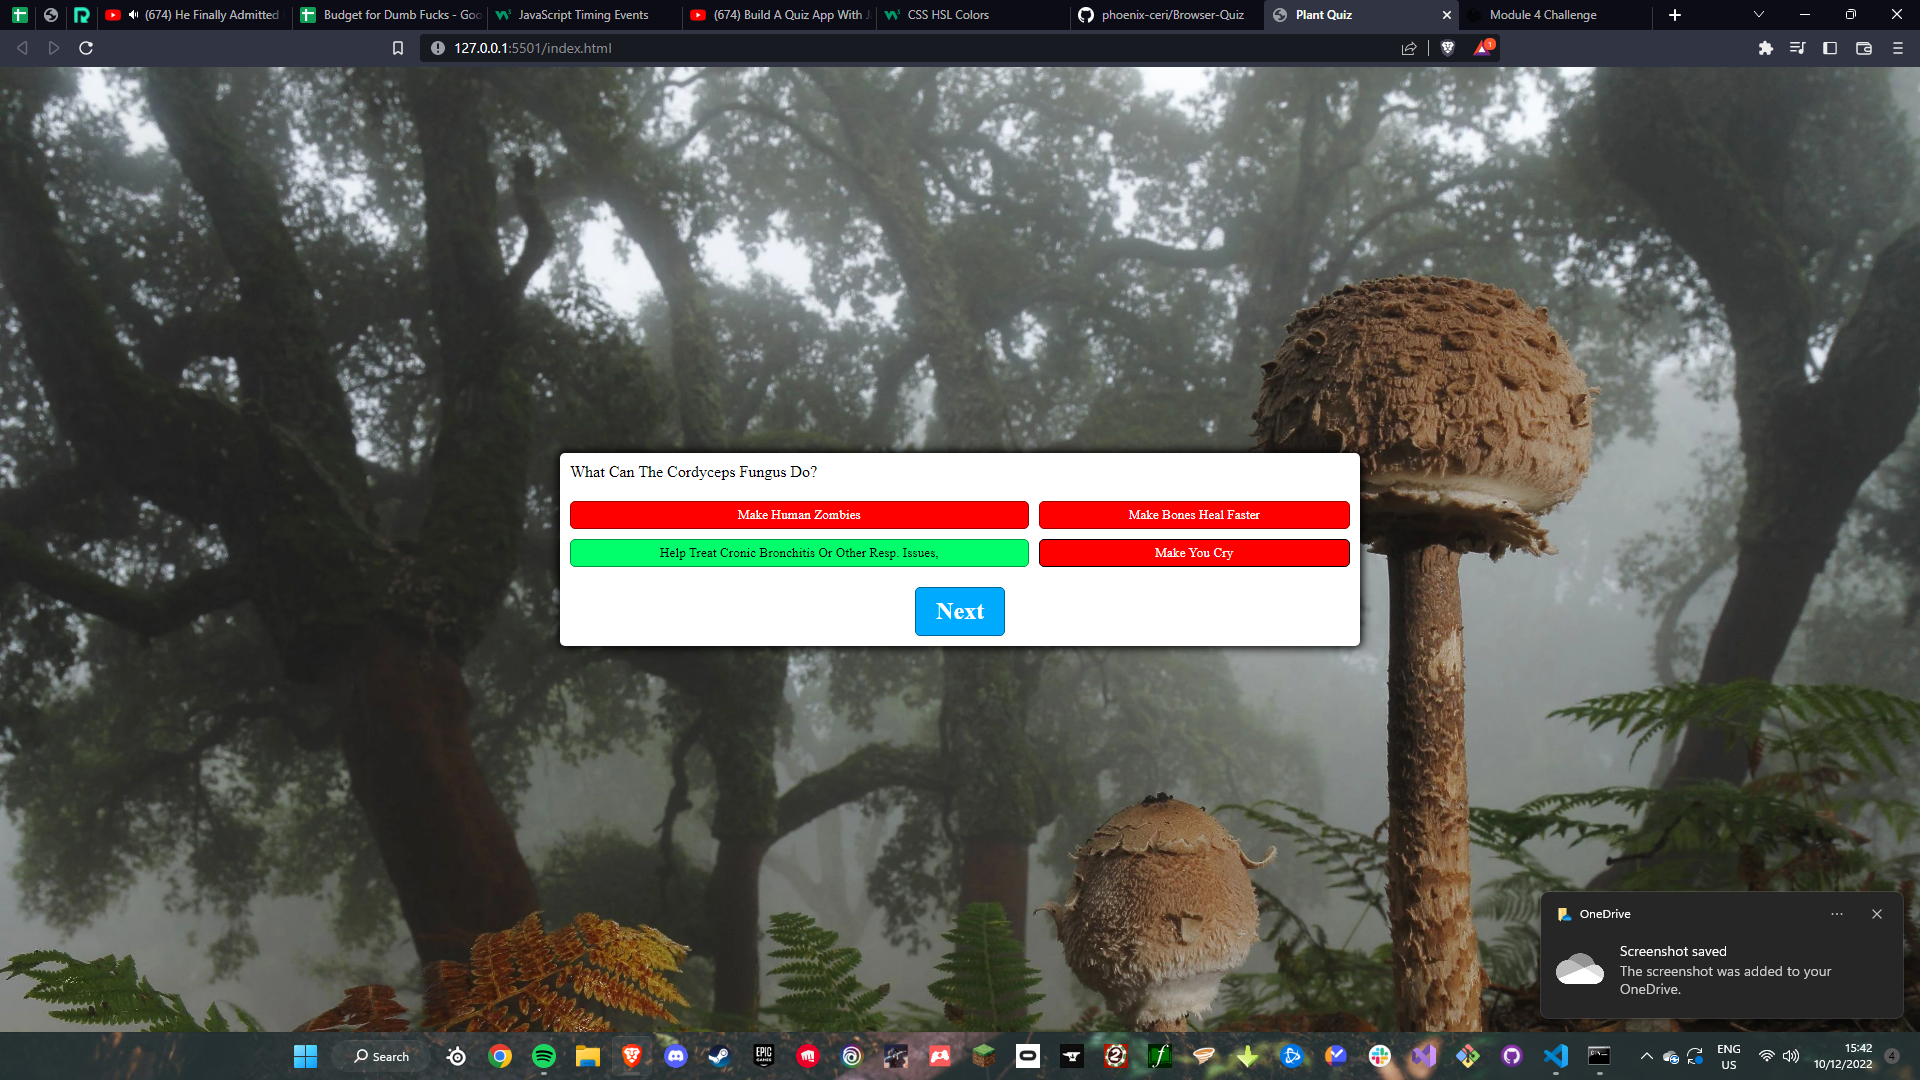 (674) He Finally Admitted
Budget for Dumb Fucks - Goo
JavaScript Timing Events
(674) Build A Quiz App With J
CSS HSL Colors
phoenix-ceri/Browser-Quiz
Plant Quiz
Module 4 Challenge
127.0.0.1:5501/index.html
1
What Can The Cordyceps Fungus Do?
Make Human Zombies
Make Bones Heal Faster
Help Treat Cronic Bronchitis Or Other Resp. Issues,
Make You Cry
Next
OneDrive
Screenshot saved
The screenshot was added to your
OneDrive.
Search
EPIC
GAMES
ENG
US
15:42
10/12/2022
4